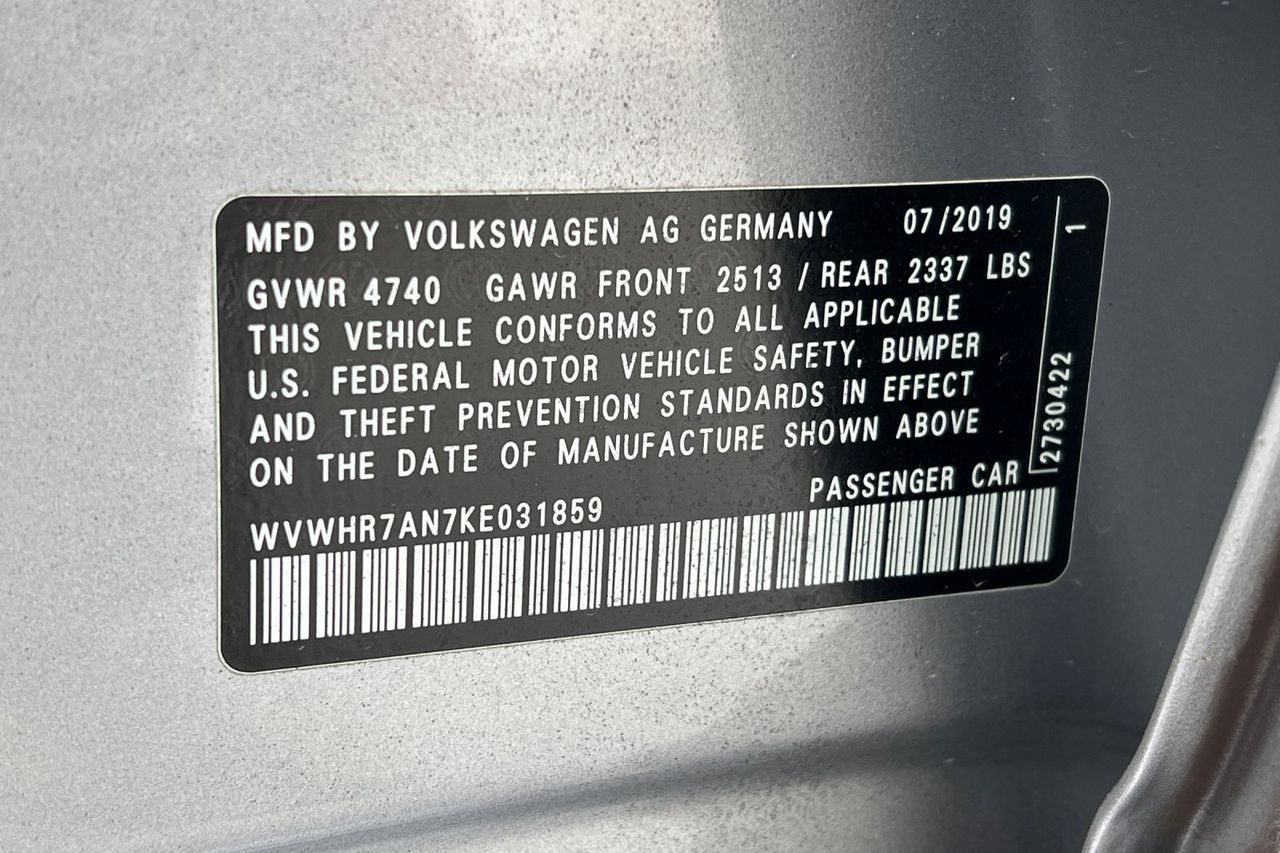 MFD BY VOLKSWAGEN AG GERMANY 07/2019
GVWR 4740 GAWR FRONT 2513 / REAR 2337 LBS
THIS VEHICLE CONFORMS TO ALL APPLICABLE
U.S. FEDERAL MOTOR VEHICLE SAFETY, BUMPER
AND THEFT PREVENTION STANDARDS IN EFFECT
ON THE DATE OF MANUFACTURE SHOWN ABOVE
WVWHR7AN7KE031859 PASSENGER CAR
2730422 1